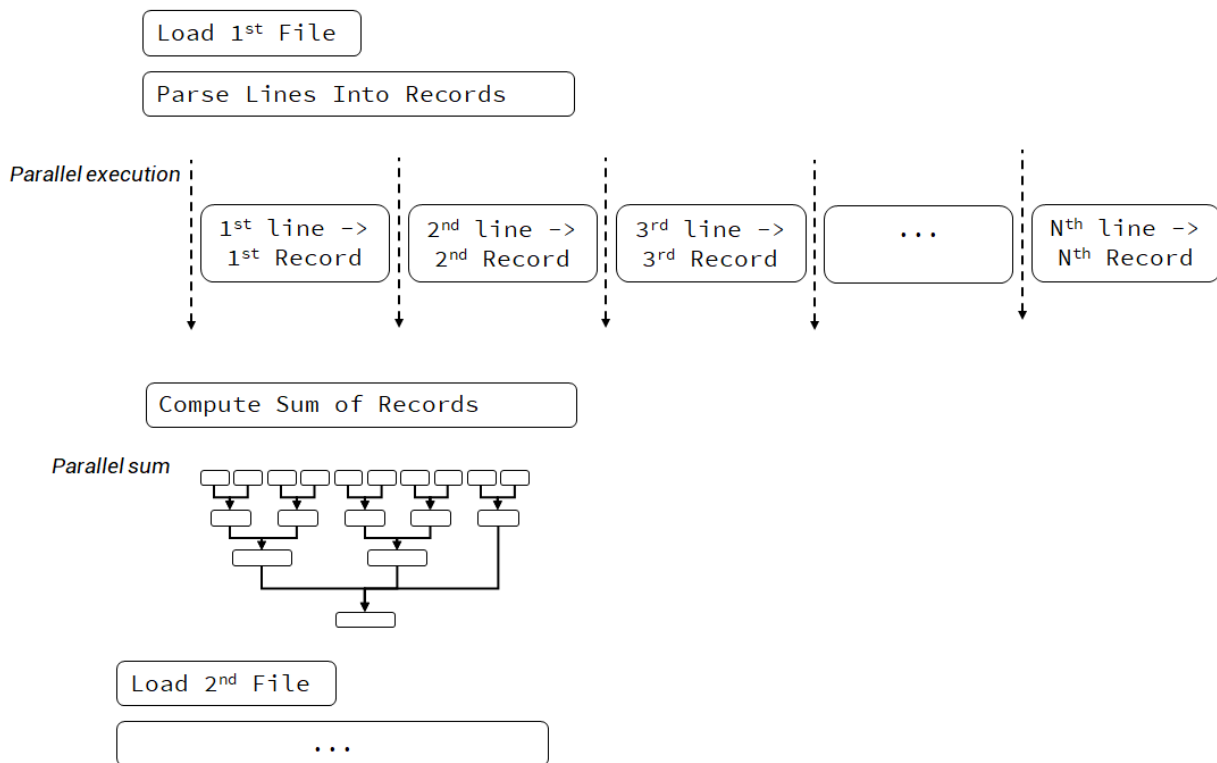 Load 1st File
Parse Lines Into Records
Parallel execution
1st line ->
1st Record
2nd line ->
2nd Record
3rd line ->
3rd Record
...
Nth line ->
Nth Record
Compute Sum of Records
Parallel sum
Load 2nd File
...